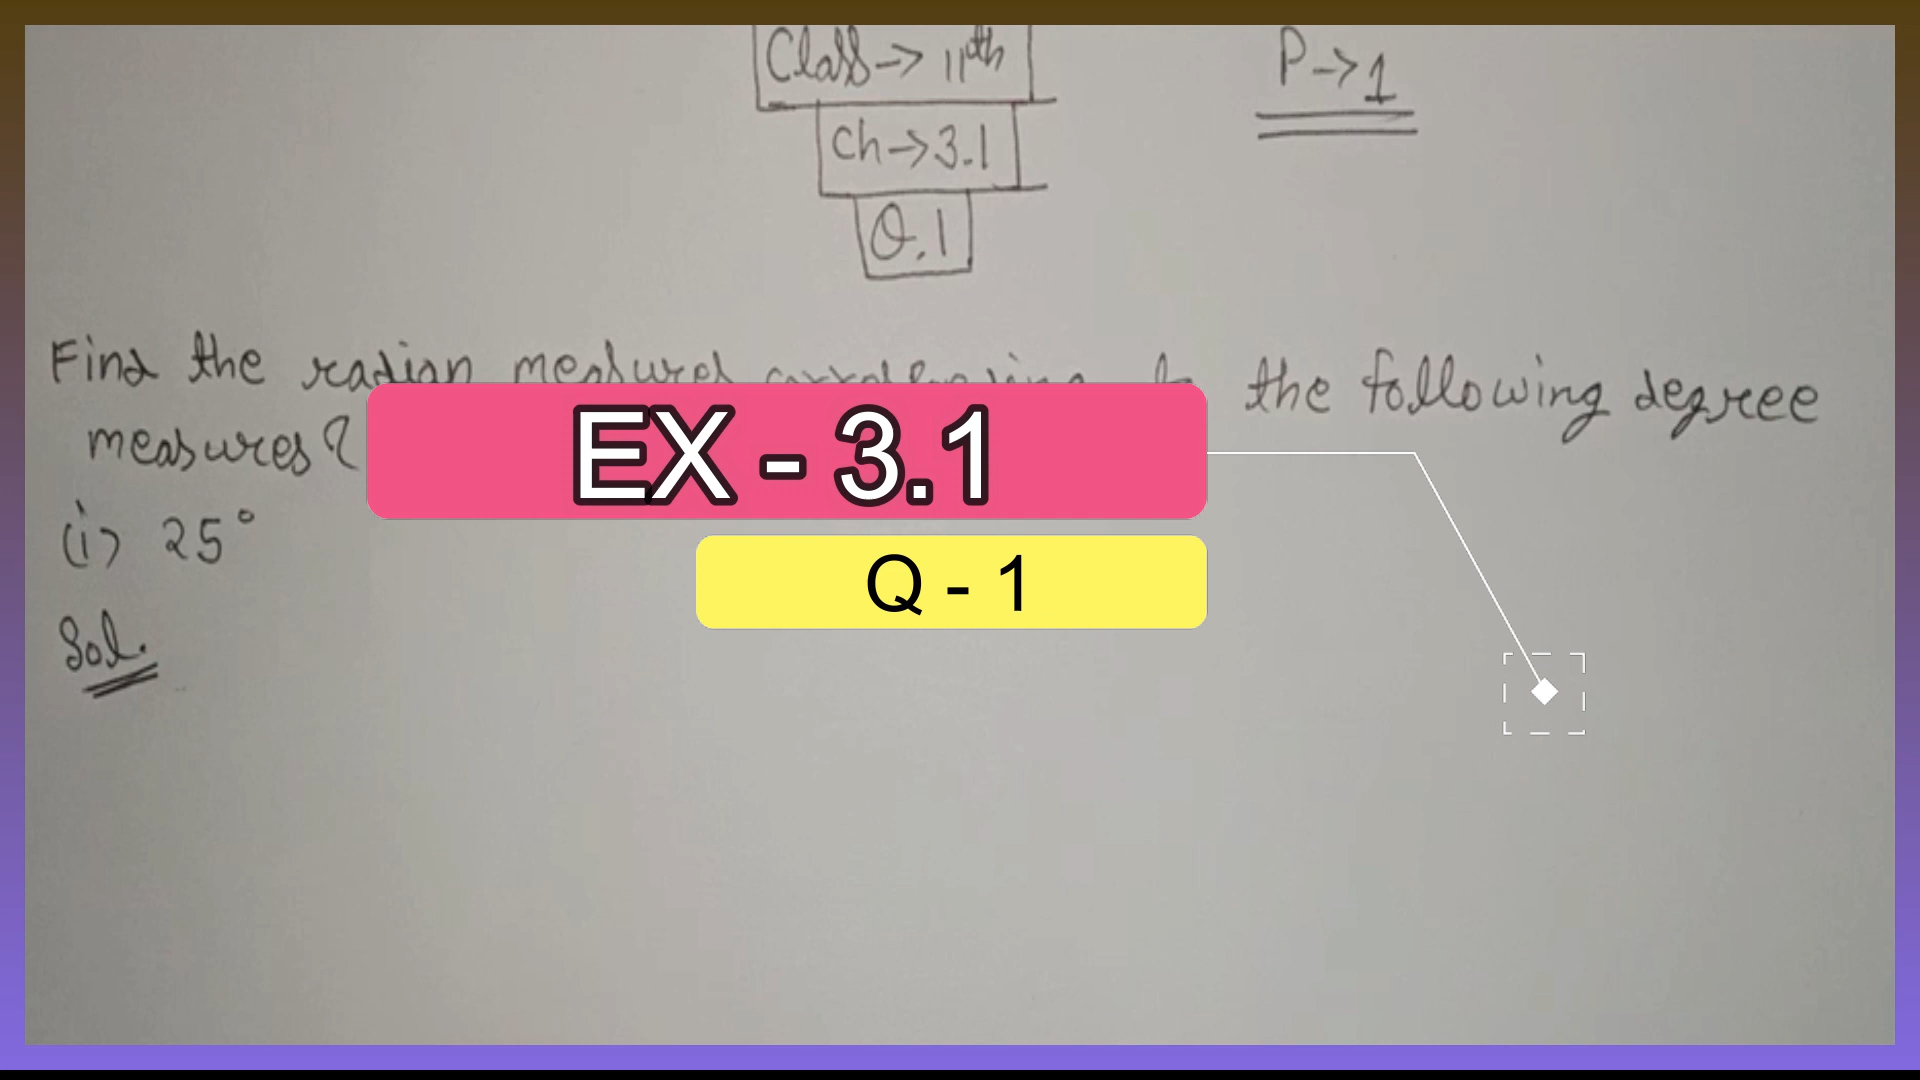 Class -> 11th
P -> 1
Ch -> 3.1
Q.1
Find the radian measures the following degree
measures?
EX - 3.1
(i) 25°
Q - 1
Sol.